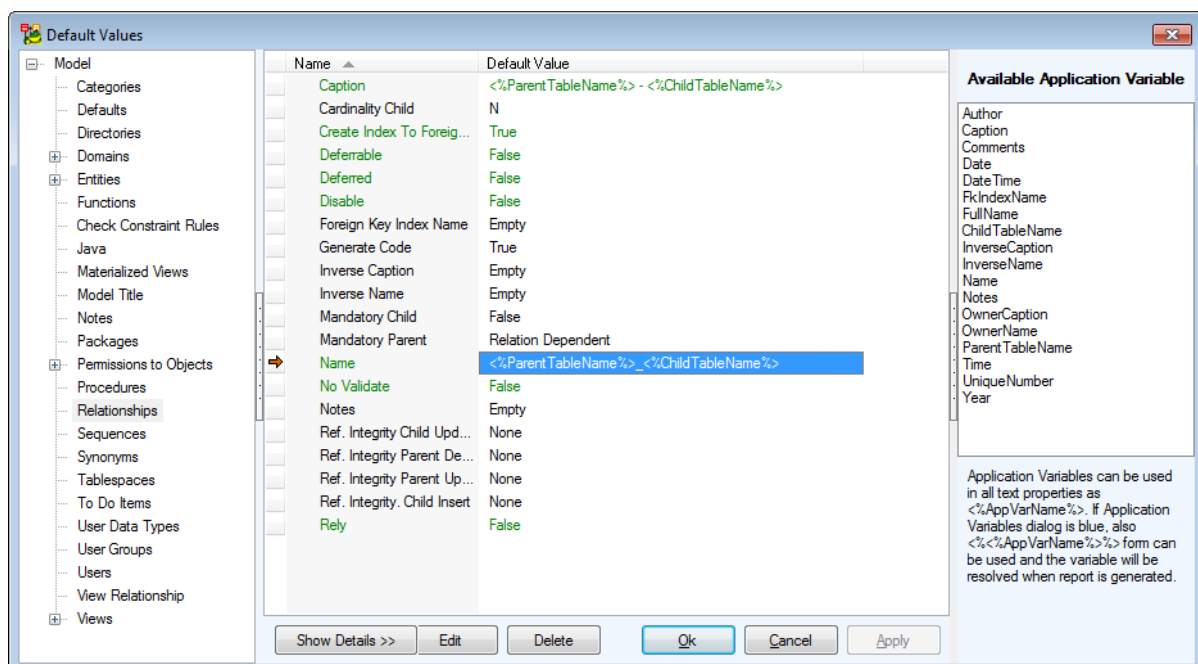 Default Values
Model
Categories
Defaults
Directories
Domains
Entities
Functions
Check Constraint Rules
Java
Materialized Views
Model Title
Notes
Packages
Permissions to Objects
Procedures
Relationships
Sequences
Synonyms
Tablespaces
To Do Items
User Data Types
User Groups
Users
View Relationship
Views
Name Default Value
Caption <%ParentTableName%> - <%ChildTableName%>
Cardinality Child N
Create Index To Foreig... True
Deferrable False
Deferred False
Disable False
Foreign Key Index Name Empty
Generate Code True
Inverse Caption Empty
Inverse Name Empty
Mandatory Child False
Mandatory Parent Relation Dependent
Name <%ParentTableName%>_<%ChildTableName%>
No Validate False
Notes Empty
Ref. Integrity Child Upd... None
Ref. Integrity Parent De... None
Ref. Integrity Parent Up... None
Ref. Integrity. Child Insert None
Rely False
Show Details >> Edit Delete Ok Cancel Apply
Available Application Variable
Author
Caption
Comments
Date
DateTime
FkIndexName
FullName
ChildTableName
InverseCaption
InverseName
Name
Notes
OwnerCaption
OwnerName
ParentTableName
Time
UniqueNumber
Year
Application Variables can be used
in all text properties as
<%AppVarName%>. If Application
Variables dialog is blue, also
<%<%AppVarName%>%> form can
be used and the variable will be
resolved when report is generated.